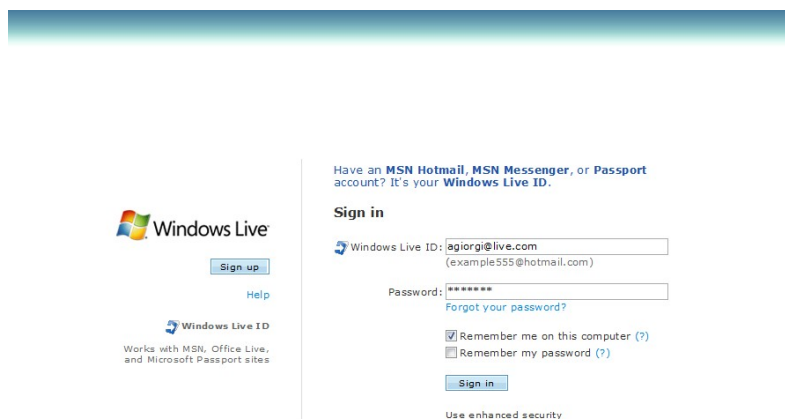 Have an MSN Hotmail, MSN Messenger, or Passport
account? It's your Windows Live ID.
Sign in
Windows Live ID: agiorgi@live.com
(example555@hotmail.com)
Password: *******
Forgot your password?
Remember me on this computer (?)
Remember my password (?)
Sign in
Use enhanced security
Windows Live
Sign up
Help
Windows Live ID
Works with MSN, Office Live,
and Microsoft Passport sites